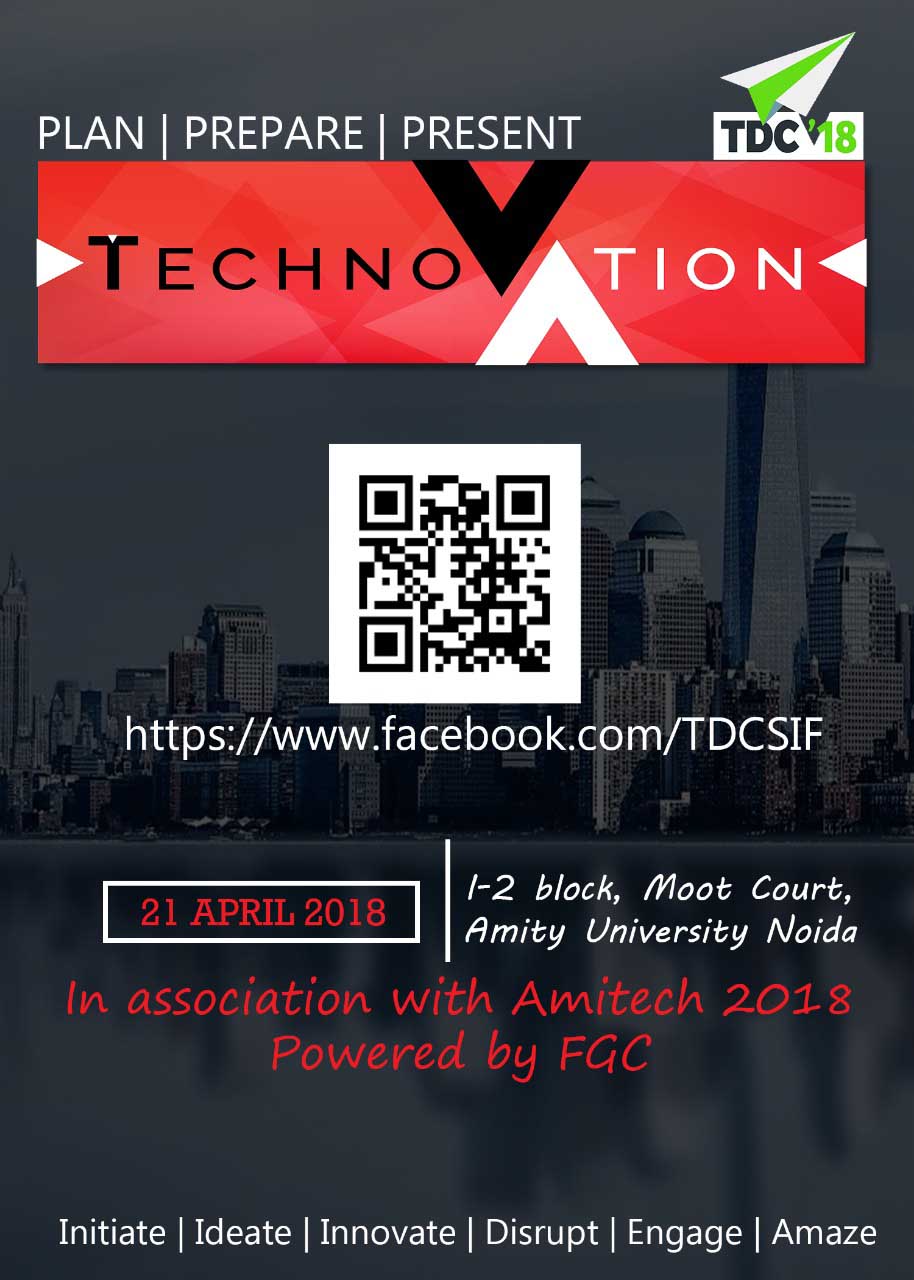 PLAN | PREPARE | PRESENT
TDC '18
TECHNOVATION
https://www.facebook.com/TDCSIF
21 APRIL 2018
I-2 block, Moot Court,
Amity University Noida
In association with Amitech 2018
Powered by FGC
Initiate | Ideate | Innovate | Disrupt | Engage | Amaze